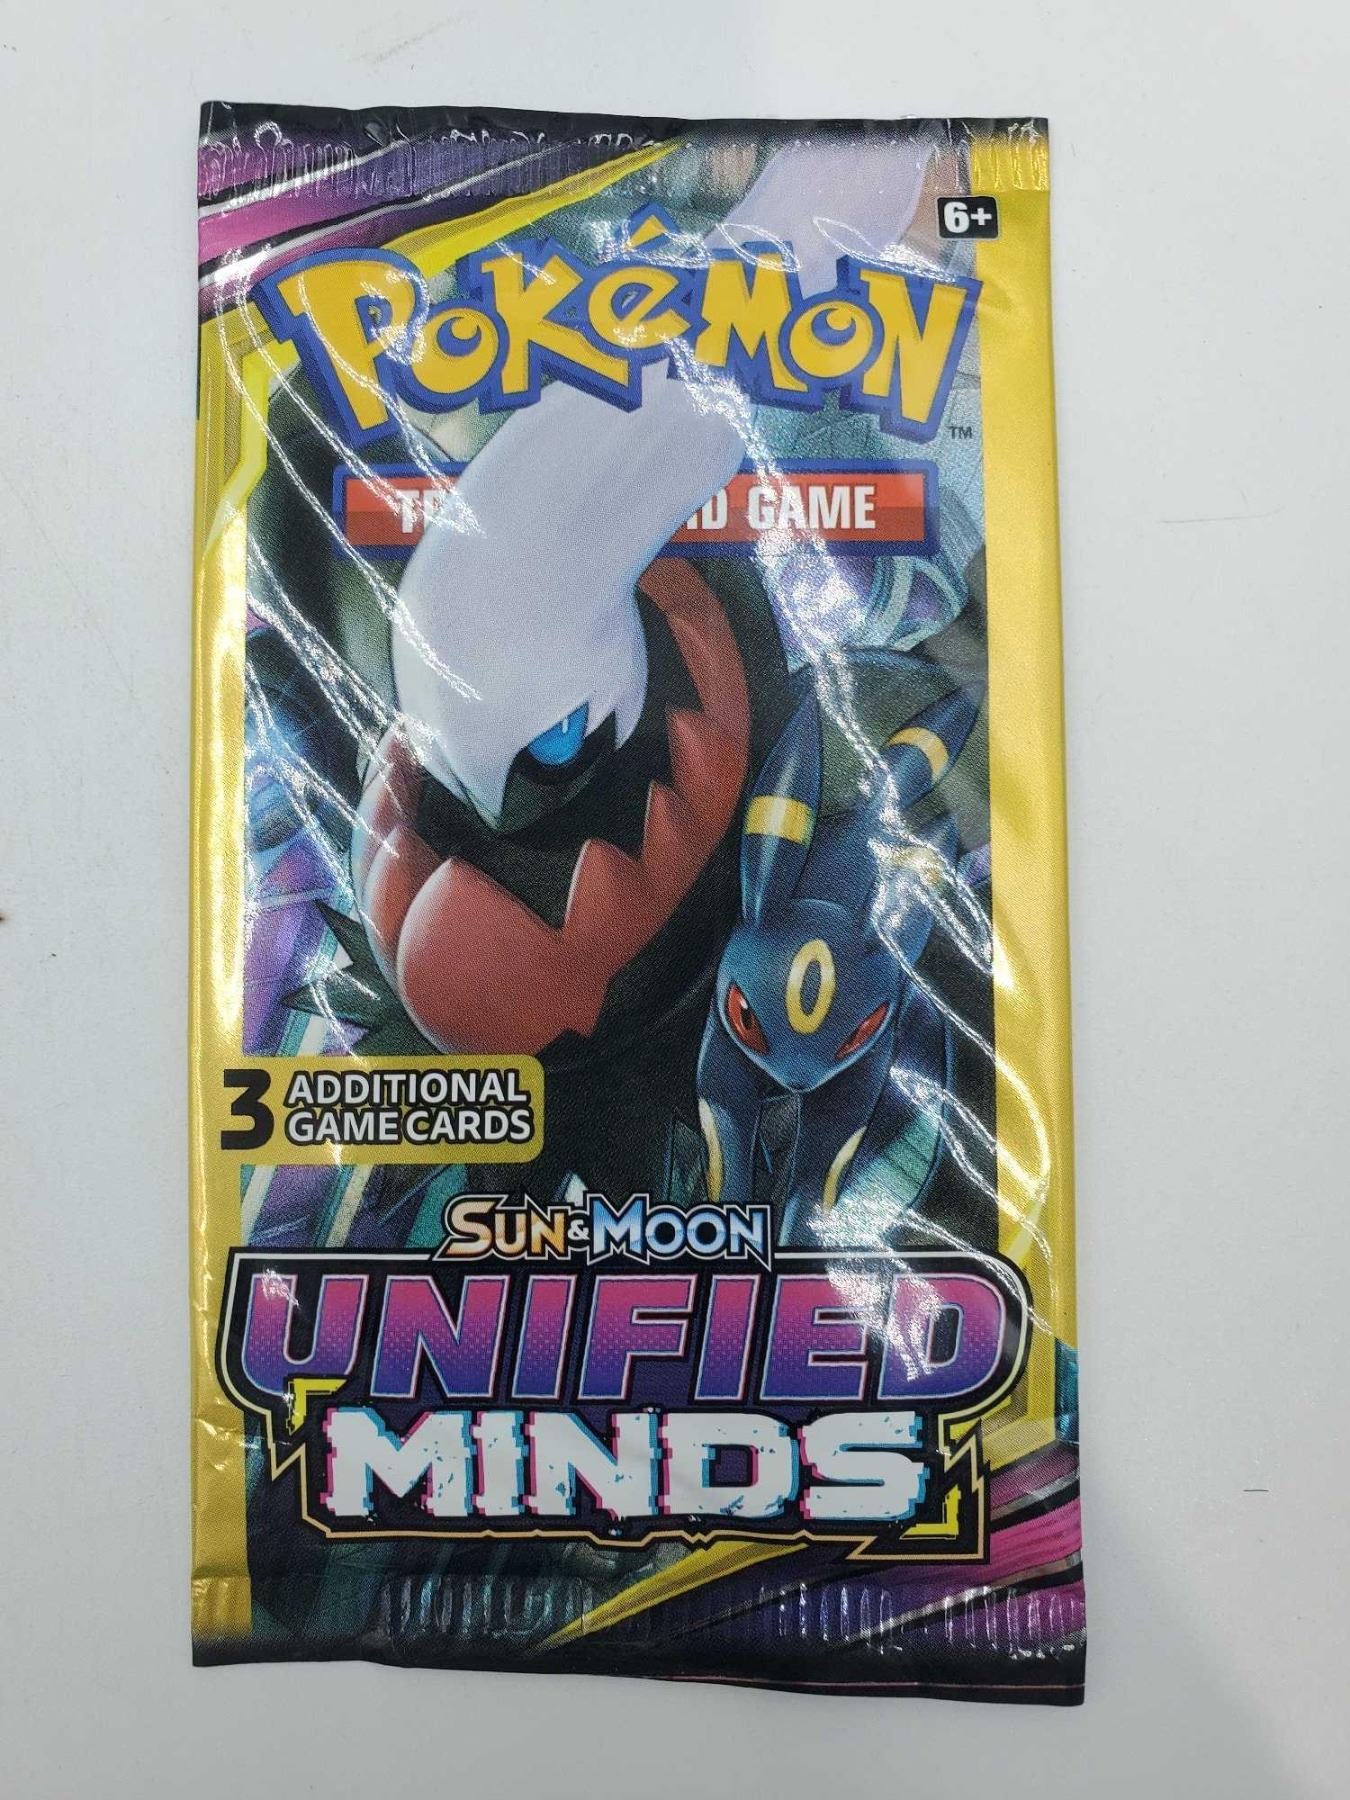 6+
POKéMON
TM
GAME
3 ADDITIONAL
GAME CARDS
SUN & MOON
UNIFIED
MINDS